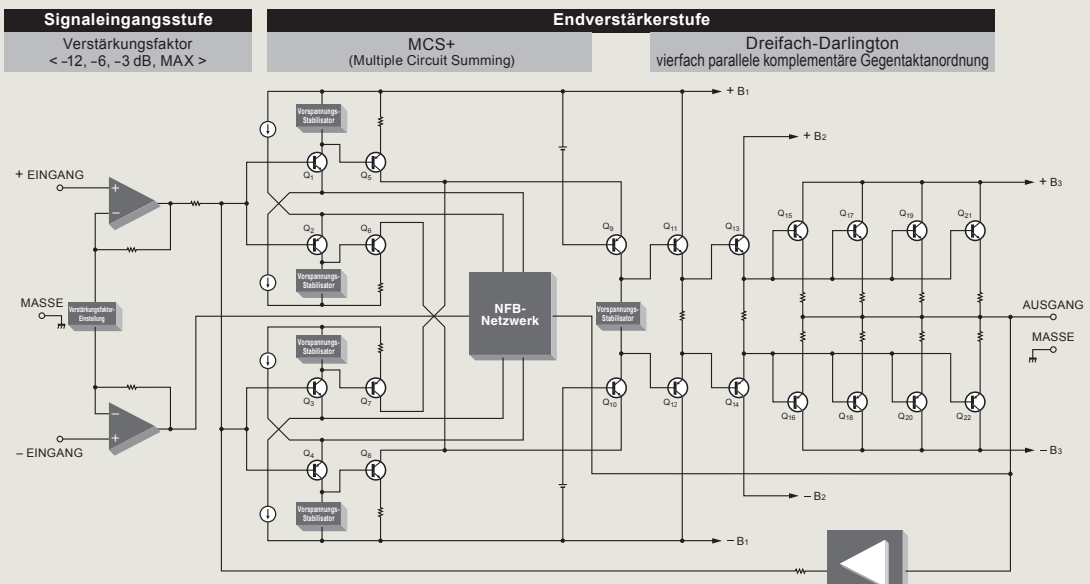 Signaleingangsstufe
Endverstärkerstufe
Verstärkungsfaktor
< –12, –6, –3 dB, MAX >
MCS+
(Multiple Circuit Summing)
Dreifach-Darlington
vierfach parallele komplementäre Gegentaktanordnung
+ B1
Vorspannungs-
Stabilisator
+ B2
Q1
Q5
+ EINGANG
+
–
+ B3
Q15
Q17
Q19
Q21
Q2
Q6
Q9
Q11
Q13
Vorspannungs-
Stabilisator
MASSE
Verstärkungsfaktor-
Einstellung
NFB-
Netzwerk
Vorspannungs-
Stabilisator
AUSGANG
MASSE
Vorspannungs-
Stabilisator
Q3
Q7
Q10
Q12
Q14
Q16
Q18
Q20
Q22
–
+
– EINGANG
Q4
Q8
– B3
Vorspannungs-
Stabilisator
– B2
– B1